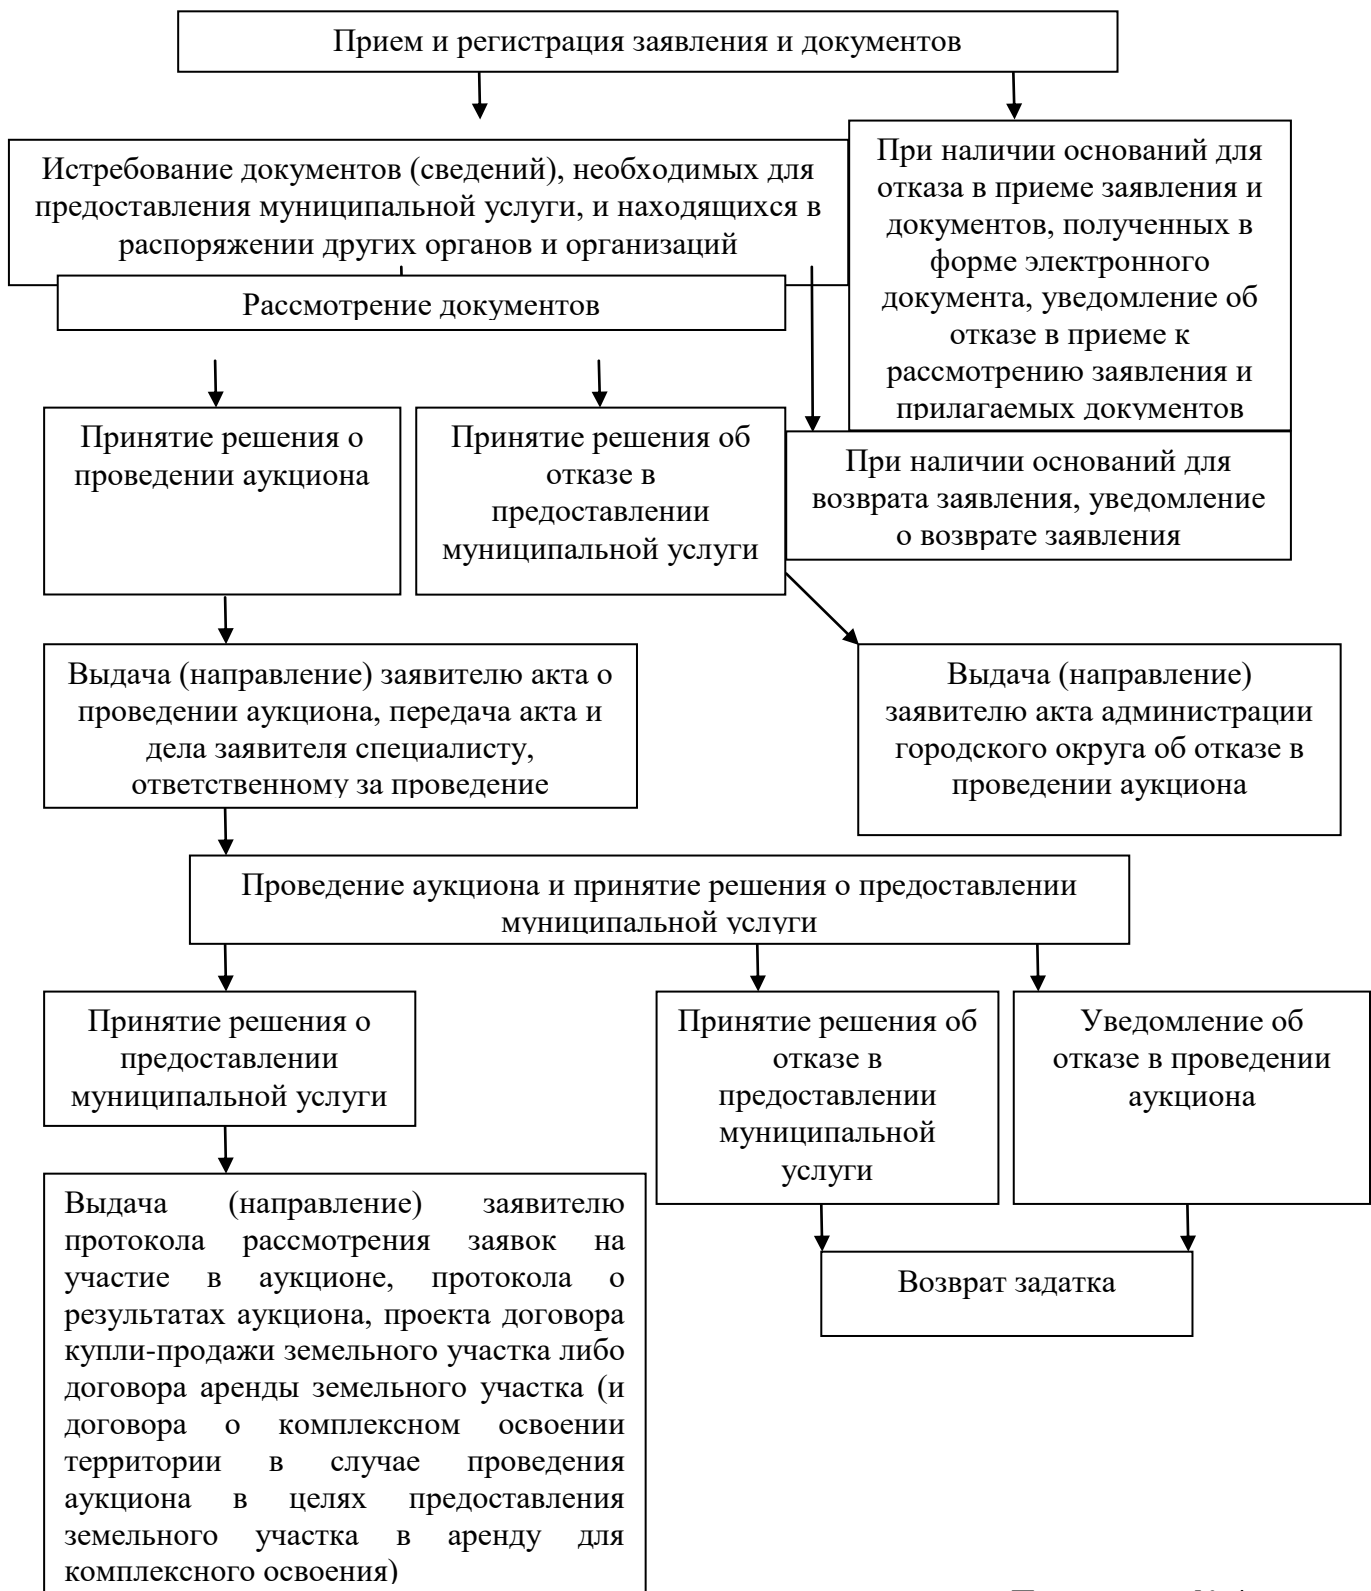 Прием и регистрация заявления и документов
Истребование документов (сведений), необходимых для
предоставления муниципальной услуги, и находящихся в
распоряжении других органов и организаций
При наличии оснований для
отказа в приеме заявления и
документов, полученных в
форме электронного
документа, уведомление об
отказе в приеме к
рассмотрению заявления и
прилагаемых документов
Рассмотрение документов
Принятие решения о
проведении аукциона
Принятие решения об
отказе в
предоставлении
муниципальной услуги
При наличии оснований для
возврата заявления, уведомление
о возврате заявления
Выдача (направление) заявителю акта о
проведении аукциона, передача акта и
дела заявителя специалисту,
ответственному за проведение
Выдача (направление)
заявителю акта администрации
городского округа об отказе в
проведении аукциона
Проведение аукциона и принятие решения о предоставлении
муниципальной услуги
Принятие решения о
предоставлении
муниципальной услуги
Принятие решения об
отказе в
предоставлении
муниципальной
услуги
Уведомление об
отказе в проведении
аукциона
Выдача (направление) заявителю
протокола рассмотрения заявок на
участие в аукционе, протокола о
результатах аукциона, проекта договора
купли-продажи земельного участка либо
договора аренды земельного участка (и
договора о комплексном освоении
территории в случае проведения
аукциона в целях предоставления
земельного участка в аренду для
комплексного освоения)
Возврат задатка